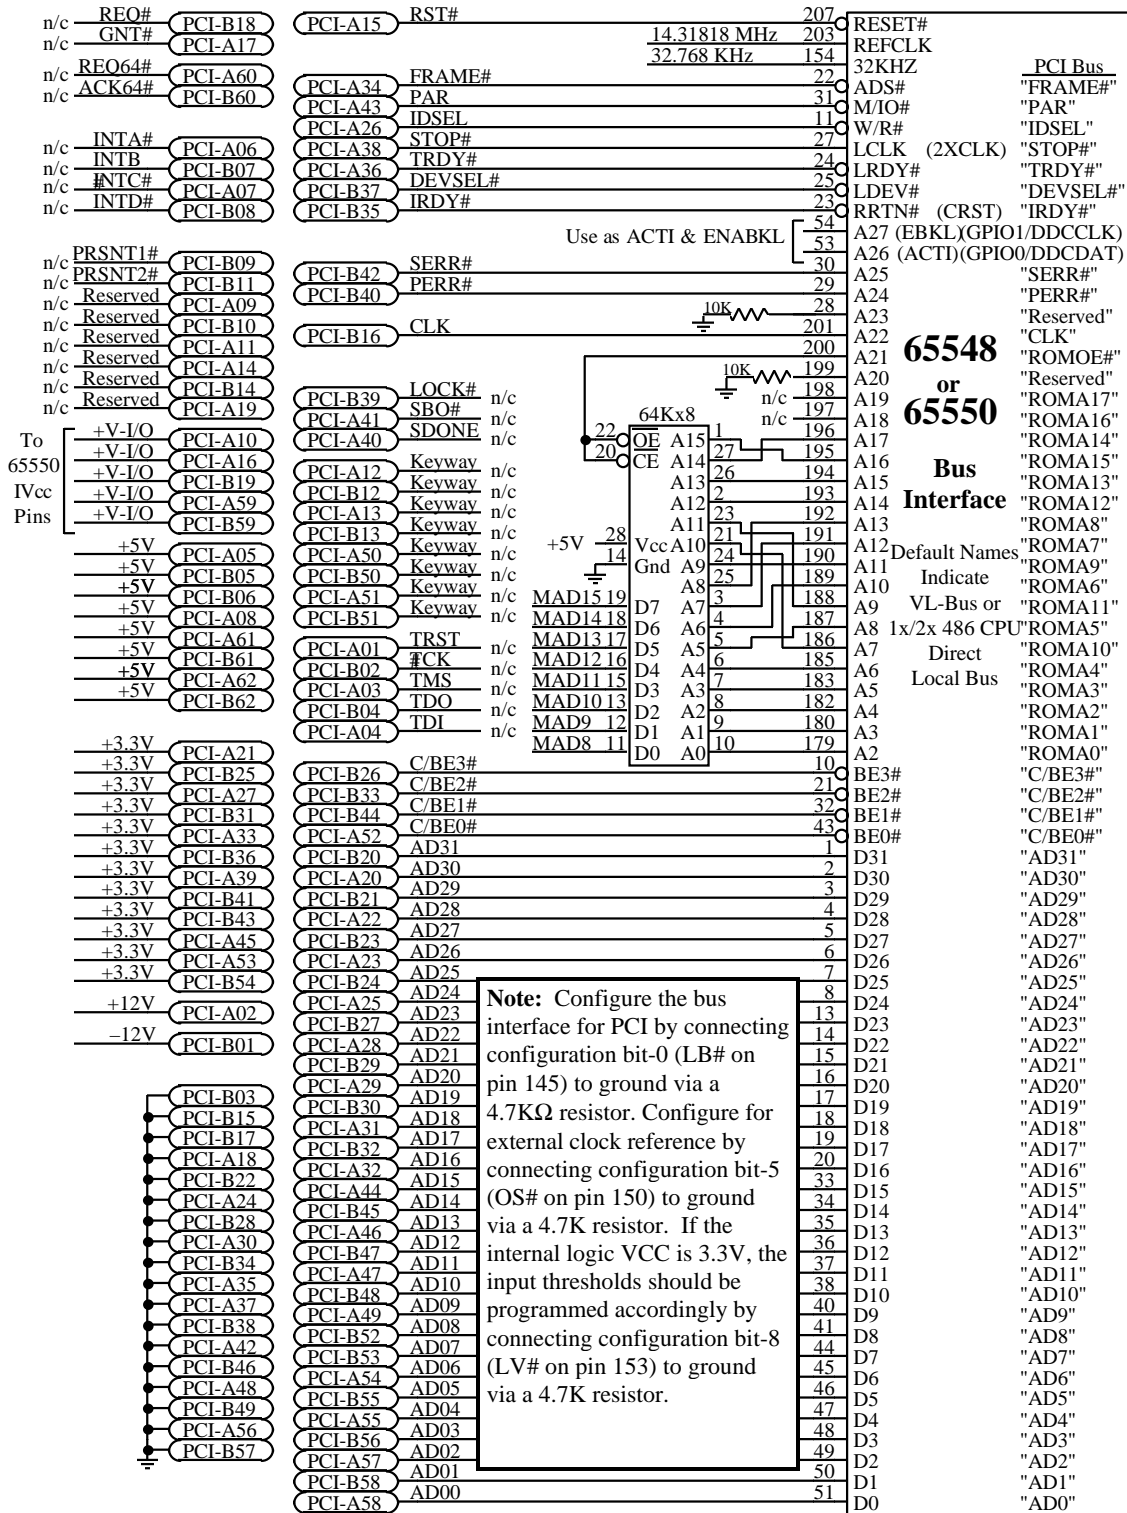 n/c REQ# PCI-B18 PCI-A15 RST# 207 RESET#
n/c GNT# PCI-A17 14.31818 MHz 203 REFCLK
32.768 KHz 154 32KHZ PCI Bus
n/c REQ64# PCI-A60 PCI-A34 FRAME# 22 ADS# "FRAME#"
n/c ACK64# PCI-B60 PCI-A43 PAR 31 M/IO# "PAR"
PCI-A26 IDSEL 11 W/R# "IDSEL"
n/c INTA# PCI-A06 PCI-A38 STOP# 27 LCLK (2XCLK) "STOP#"
n/c INTB PCI-B07 PCI-A36 TRDY# 24 LRDY# "TRDY#"
n/c #INTC# PCI-A07 PCI-B37 DEVSEL# 25 LDEV# "DEVSEL#"
n/c INTD# PCI-B08 PCI-B35 IRDY# 23 RRTN# (CRST) "IRDY#"
54 A27 (EBKL)(GPIO1/DDCCLK)
Use as ACTI & ENABKL
53 A26 (ACTI)(GPIO0/DDCDAT)
n/c PRSNT1# PCI-B09 PCI-B42 SERR# 30 A25 "SERR#"
n/c PRSNT2# PCI-B11 PCI-B40 PERR# 29 A24 "PERR#"
n/c Reserved PCI-A09 10K 28 A23 "Reserved"
n/c Reserved PCI-B10 PCI-B16 CLK 201 A22 "CLK"
n/c Reserved PCI-A11 200 A21 "ROMOE#"
n/c Reserved PCI-A14 10K 199 A20 "Reserved"
n/c Reserved PCI-B14 PCI-B39 LOCK# n/c n/c 198 A19 "ROMA17"
n/c Reserved PCI-A19 PCI-A41 SBO# n/c n/c 197 A18 "ROMA16"
65548
or
65550
Bus
Interface
Default Names
Indicate
VL-Bus or
1x/2x 486 CPU
Direct
Local Bus
To
65550
IVcc
Pins
+V-I/O PCI-A10 PCI-A40 SDONE n/c
+V-I/O PCI-A16
+V-I/O PCI-B19 PCI-A12 Keyway n/c
+V-I/O PCI-A59 PCI-B12 Keyway n/c
+V-I/O PCI-B59 PCI-A13 Keyway n/c
PCI-B13 Keyway n/c
+5V PCI-A05 PCI-A50 Keyway n/c
+5V PCI-B05 PCI-B50 Keyway n/c
+5V PCI-B06 PCI-A51 Keyway n/c
+5V PCI-A08 PCI-B51 Keyway n/c
+5V PCI-A61 PCI-A01 TRST n/c
+5V PCI-B61 PCI-B02 #TCK n/c
+5V PCI-A62 PCI-A03 TMS n/c
+5V PCI-B62 PCI-B04 TDO n/c
PCI-A04 TDI n/c
64Kx8
22 OE A15 1 196 A17 "ROMA14"
20 CE A14 27 195 A16 "ROMA15"
A13 26 194 A15 "ROMA13"
A12 2 193 A14 "ROMA12"
A11 23 192 A13 "ROMA8"
+5V 28 Vcc A10 21 191 A12 "ROMA7"
14 Gnd A9 24 190 A11 "ROMA9"
A8 25 189 A10 "ROMA6"
MAD15 19 D7 A7 3 188 A9 "ROMA11"
MAD14 18 D6 A6 4 187 A8 "ROMA5"
MAD13 17 D5 A5 5 186 A7 "ROMA10"
MAD12 16 D4 A4 6 185 A6 "ROMA4"
MAD11 15 D3 A3 7 183 A5 "ROMA3"
MAD10 13 D2 A2 8 182 A4 "ROMA2"
MAD9 12 D1 A1 9 180 A3 "ROMA1"
MAD8 11 D0 A0 10 179 A2 "ROMA0"
+3.3V PCI-A21
+3.3V PCI-B25 PCI-B26 C/BE3# 10 BE3# "C/BE3#"
+3.3V PCI-A27 PCI-B33 C/BE2# 21 BE2# "C/BE2#"
+3.3V PCI-B31 PCI-B44 C/BE1# 32 BE1# "C/BE1#"
+3.3V PCI-A33 PCI-A52 C/BE0# 43 BE0# "C/BE0#"
+3.3V PCI-B36 PCI-B20 AD31 1 D31 "AD31"
+3.3V PCI-A39 PCI-A20 AD30 2 D30 "AD30"
+3.3V PCI-B41 PCI-B21 AD29 3 D29 "AD29"
+3.3V PCI-B43 PCI-A22 AD28 4 D28 "AD28"
+3.3V PCI-A45 PCI-B23 AD27 5 D27 "AD27"
+3.3V PCI-A53 PCI-A23 AD26 6 D26 "AD26"
+3.3V PCI-B54 PCI-B24 AD25 7 D25 "AD25"
+12V PCI-A02 PCI-A25 AD24 8 D24 "AD24"
PCI-B27 AD23 13 D23 "AD23"
–12V PCI-B01 PCI-A28 AD22 14 D22 "AD22"
PCI-B29 AD21 15 D21 "AD21"
PCI-A29 AD20 16 D20 "AD20"
PCI-B03 PCI-B30 AD19 17 D19 "AD19"
PCI-B15 PCI-A31 AD18 18 D18 "AD18"
PCI-B17 PCI-B32 AD17 19 D17 "AD17"
PCI-A18 PCI-A32 AD16 20 D16 "AD16"
PCI-B22 PCI-A44 AD15 33 D15 "AD15"
PCI-A24 PCI-B45 AD14 34 D14 "AD14"
PCI-B28 PCI-A46 AD13 35 D13 "AD13"
PCI-A30 PCI-B47 AD12 36 D12 "AD12"
PCI-B34 PCI-A47 AD11 37 D11 "AD11"
PCI-A35 PCI-B48 AD10 38 D10 "AD10"
PCI-A37 PCI-A49 AD09 40 D9 "AD9"
PCI-B38 PCI-B52 AD08 41 D8 "AD8"
PCI-A42 PCI-B53 AD07 44 D7 "AD7"
PCI-B46 PCI-A54 AD06 45 D6 "AD6"
PCI-A48 PCI-B55 AD05 46 D5 "AD5"
PCI-B49 PCI-A55 AD04 47 D4 "AD4"
PCI-A56 PCI-B56 AD03 48 D3 "AD3"
PCI-B57 PCI-A57 AD02 49 D2 "AD2"
PCI-B58 AD01 50 D1 "AD1"
PCI-A58 AD00 51 D0 "AD0"
Note: Configure the bus
interface for PCI by connecting
configuration bit-0 (LB# on
pin 145) to ground via a
4.7KΩ resistor. Configure for
external clock reference by
connecting configuration bit-5
(OS# on pin 150) to ground
via a 4.7K resistor. If the
internal logic VCC is 3.3V, the
input thresholds should be
programmed accordingly by
connecting configuration bit-8
(LV# on pin 153) to ground
via a 4.7K resistor.